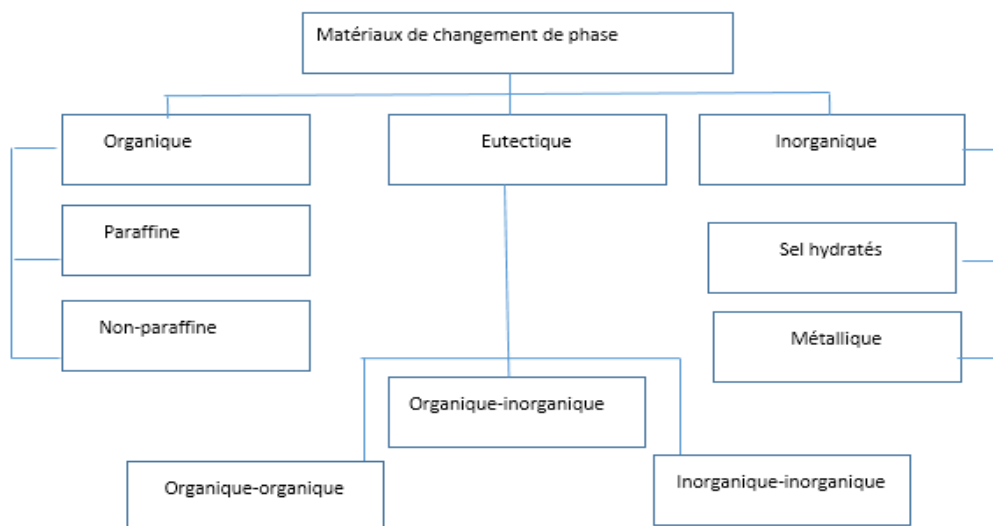 Matériaux de changement de phase
Organique
Eutectique
Inorganique
Paraffine
Sel hydratés
Non-paraffine
Métallique
Organique-inorganique
Organique-organique
Inorganique-inorganique